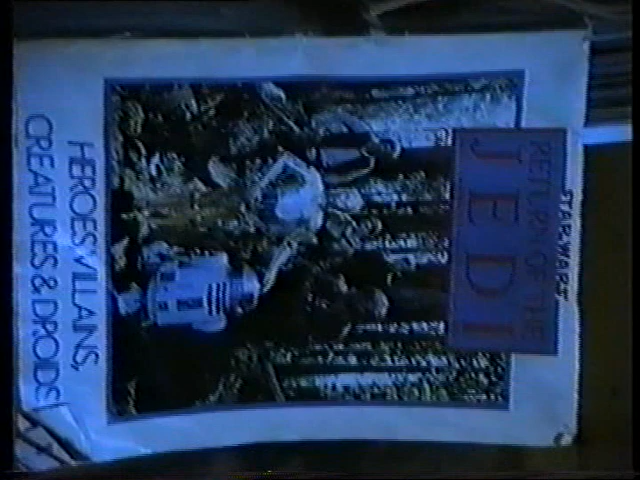 STAR WARS
RETURN OF THE
JEDI
HEROES, VILLAINS,
CREATURES & DROIDS